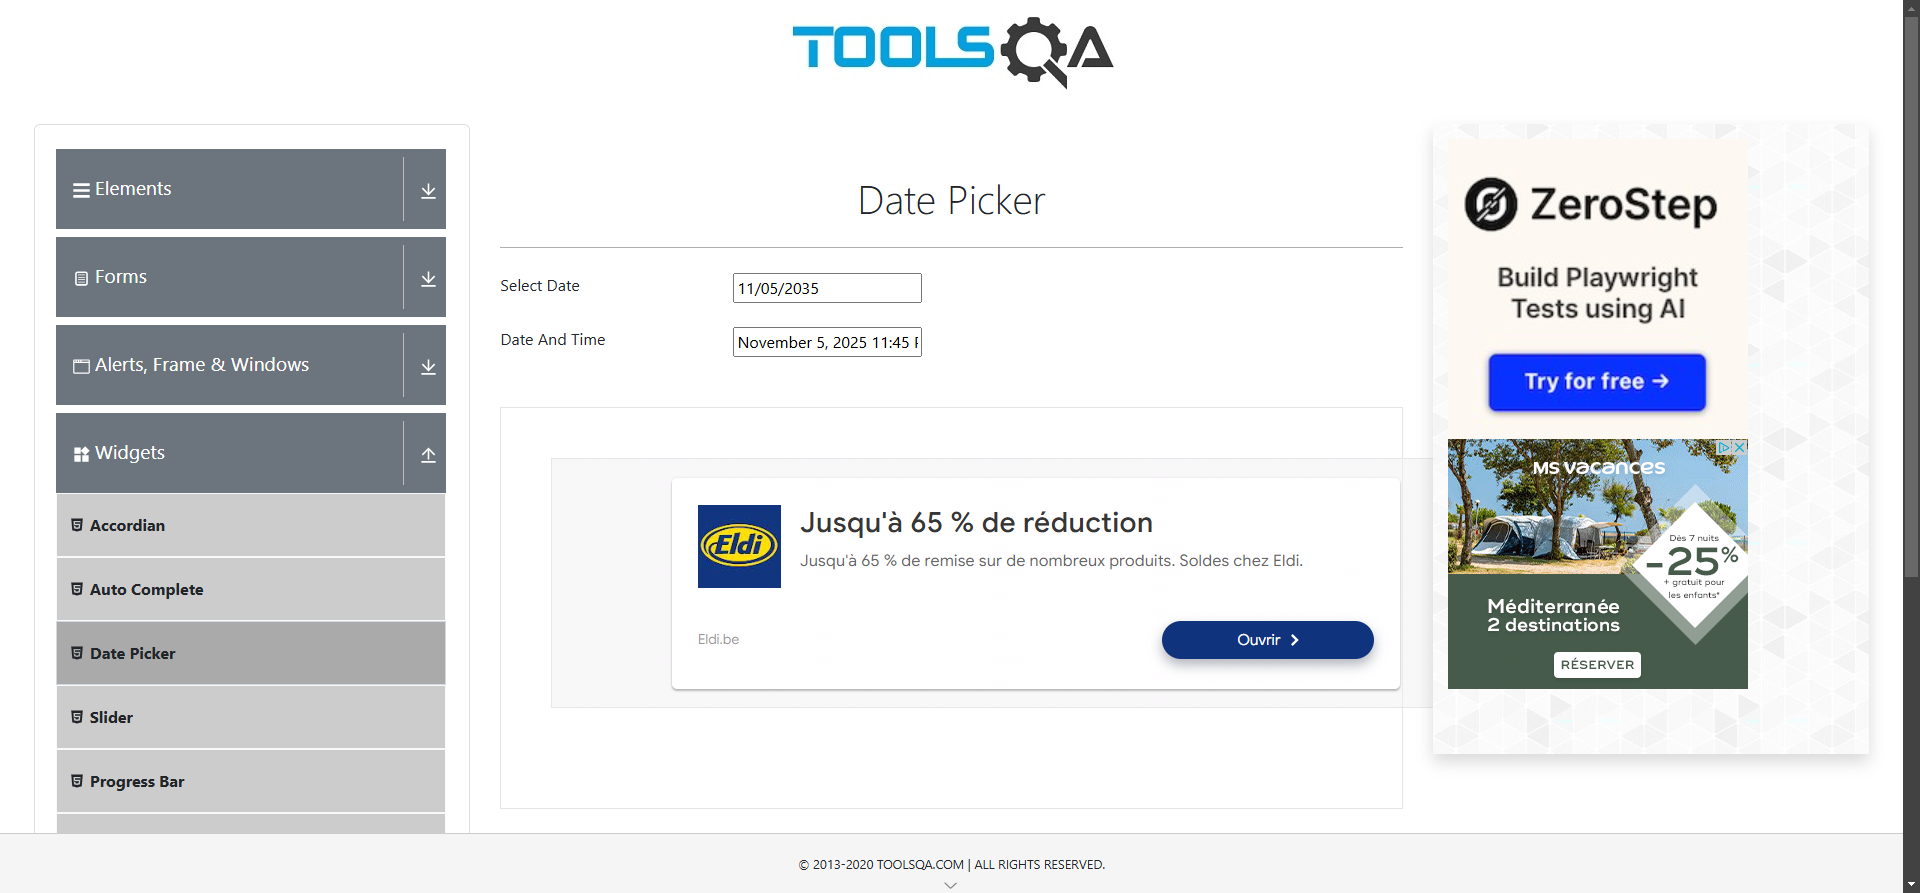 TOOLSQA
Elements
Forms
Alerts, Frame & Windows
Widgets
Accordian
Auto Complete
Date Picker
Slider
Progress Bar
Date Picker
Select Date
11/05/2035
Date And Time
November 5, 2025 11:45
Eldi
Jusqu'à 65 % de réduction
Jusqu'à 65 % de remise sur de nombreux produits. Soldes chez Eldi.
Eldi.be
Ouvrir
ZeroStep
Build Playwright
Tests using AI
Try for free →
MS vacances
Dès 7 nuits
-25%
+ gratuit pour
les enfants*
Méditerranée
2 destinations
RÉSERVER
© 2013-2020 TOOLSQA.COM | ALL RIGHTS RESERVED.